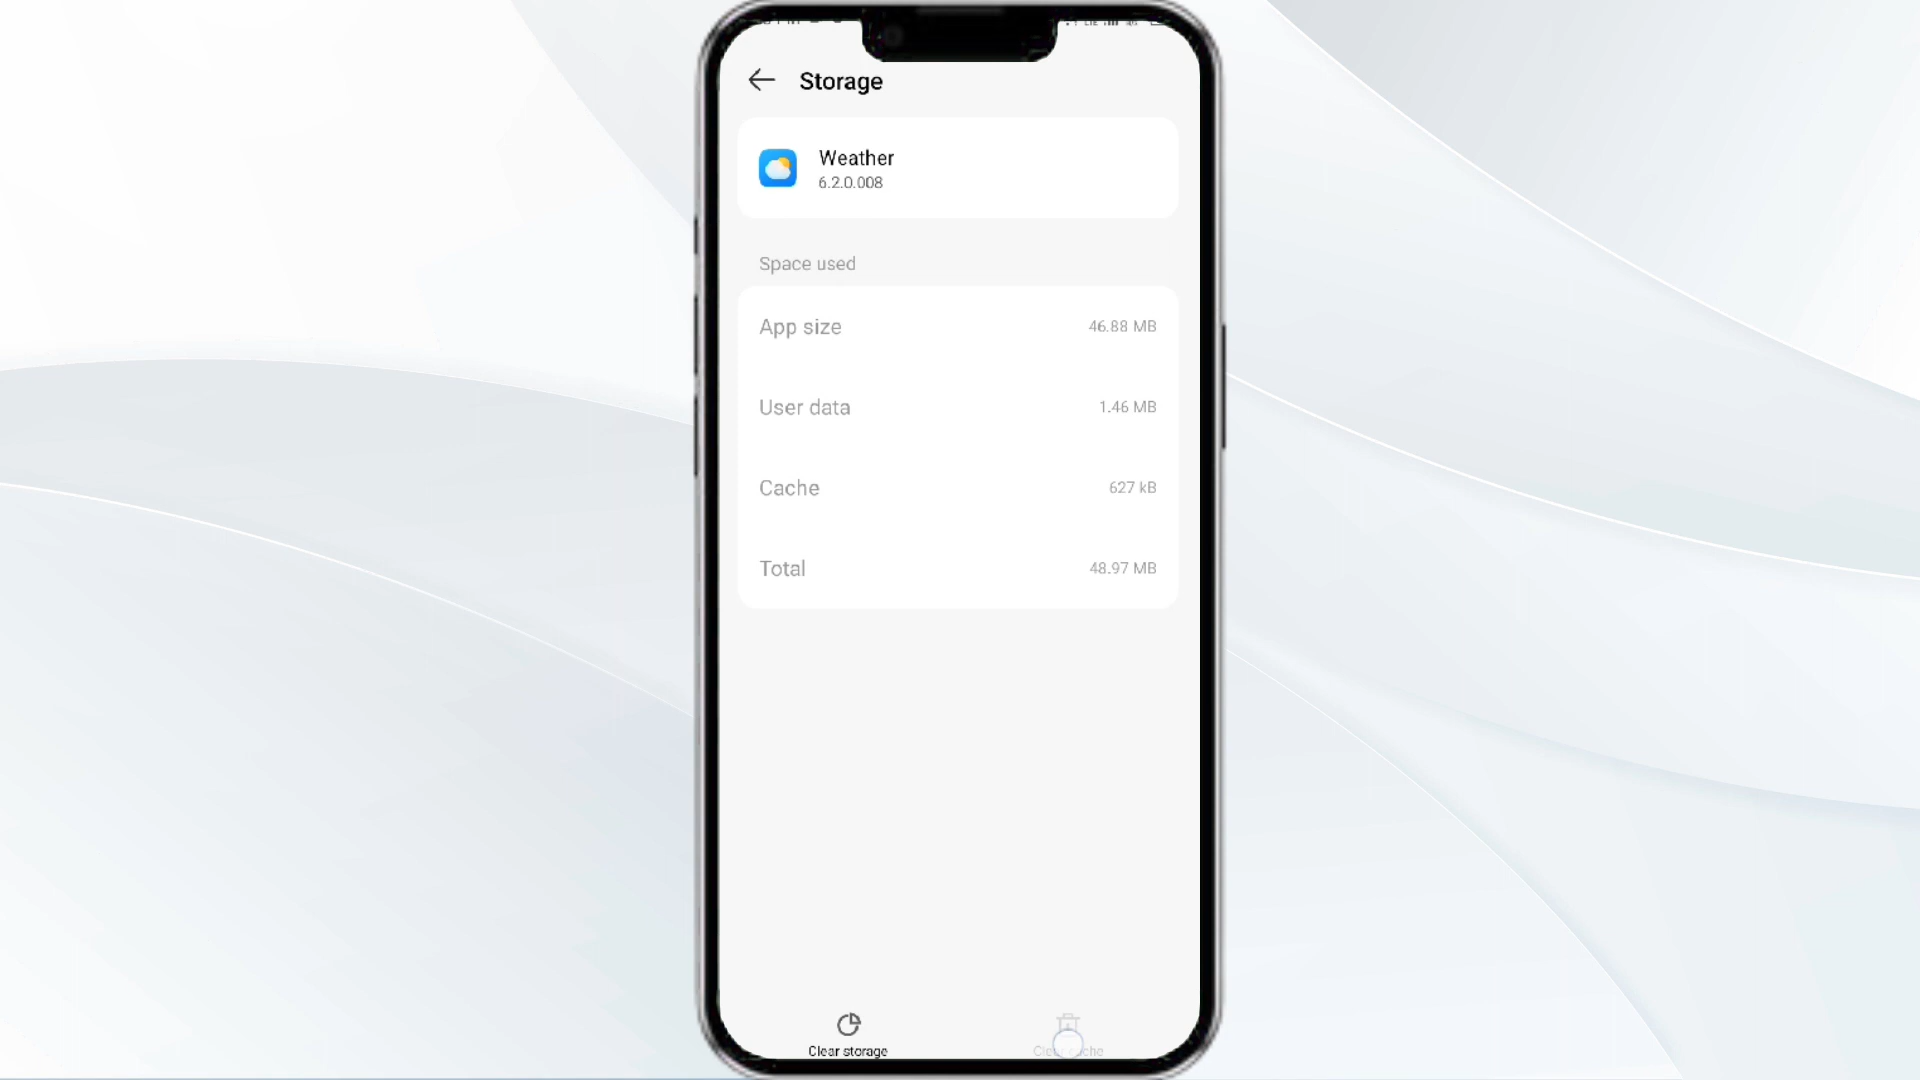 Storage
Weather
6.2.0.008
Space used
App size 46.88 MB
User data 1.46 MB
Cache 627 kB
Total 48.97 MB
Clear storage Clear cache